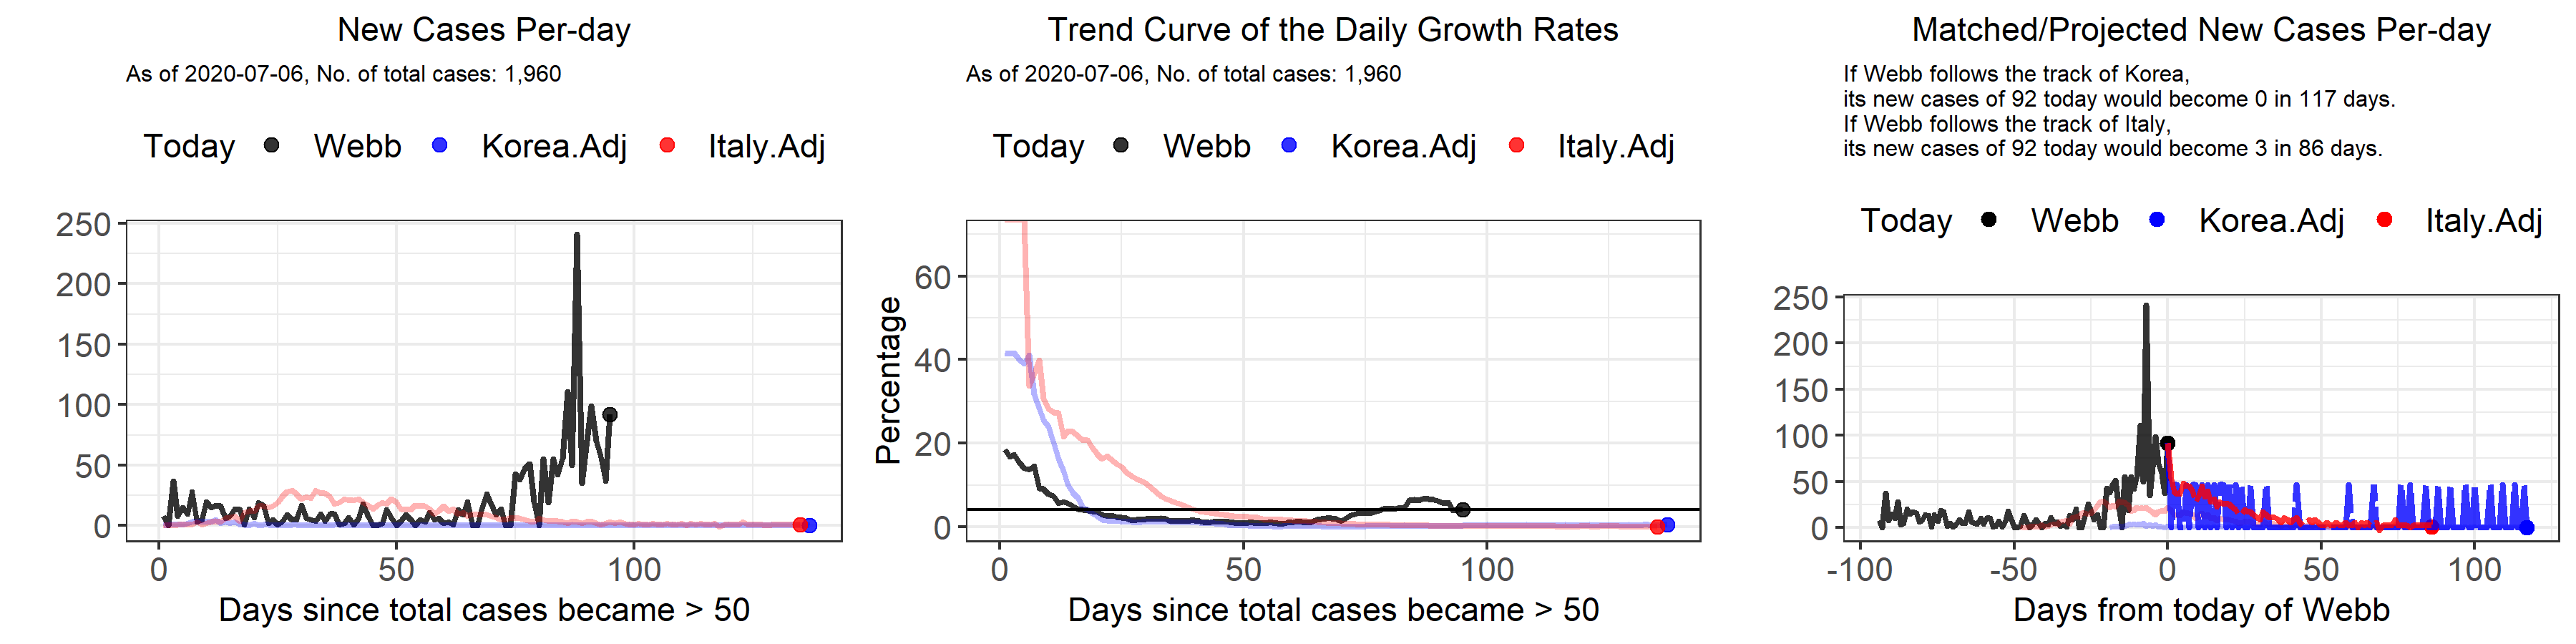 New Cases Per-day
As of 2020-07-06, No. of total cases: 1,960
Today Webb Korea.Adj Italy.Adj
250
200
150
100
50
0
0 50 100
Days since total cases became > 50
Trend Curve of the Daily Growth Rates
As of 2020-07-06, No. of total cases: 1,960
Today Webb Korea.Adj Italy.Adj
Percentage
60
40
20
0
0 50 100
Days since total cases became > 50
Matched/Projected New Cases Per-day
If Webb follows the track of Korea,
its new cases of 92 today would become 0 in 117 days.
If Webb follows the track of Italy,
its new cases of 92 today would become 3 in 86 days.
Today Webb Korea.Adj Italy.Adj
250
200
150
100
50
0
-100 -50 0 50 100
Days from today of Webb